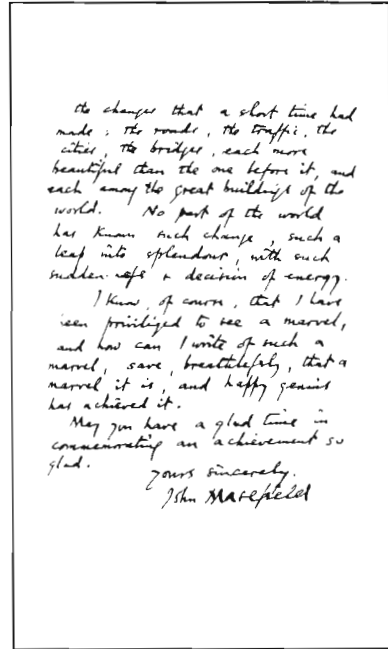 the changes that a short time had
made; the roads, the traffic, the
cities, the bridges, each more
beautiful than the one before it, and
each among the great buildings of the
world. No part of the world
has known such change, such a
leap into splendour, with such
suddenness & decision of energy.
I know, of course, that I have
been priviliged to see a marvel,
and how can I write of such a
marvel, save, breathlessly, that a
marvel it is, and happy genius
has achieved it.
May you have a glad time in
commemorating an achievement so
glad.
Yours sincerely.
John Masefield